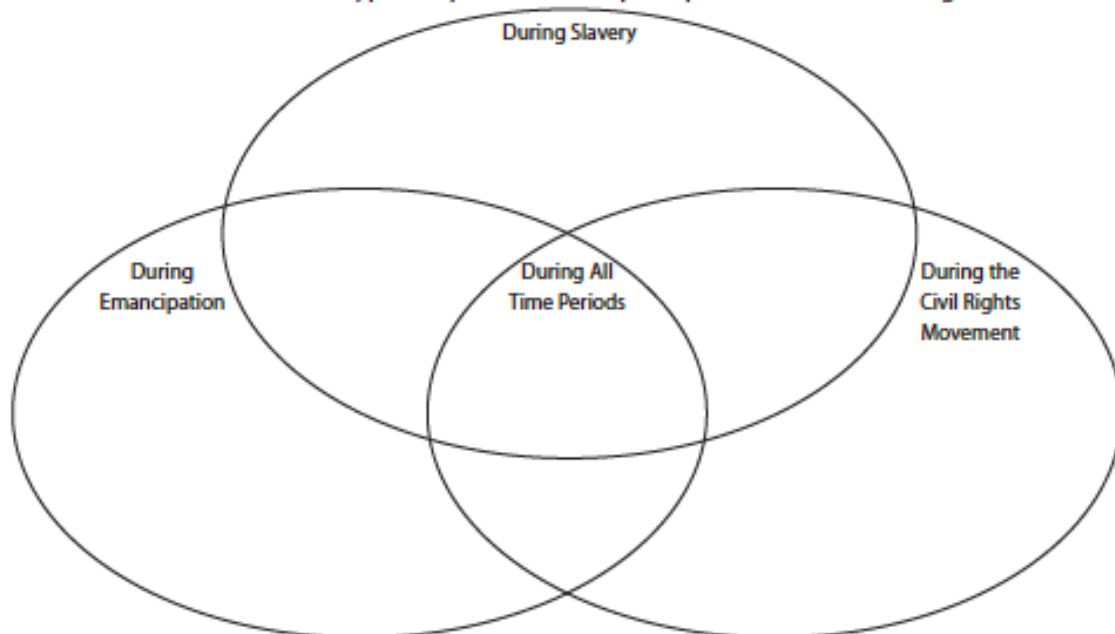 During Slavery
During
Emancipation
During All
Time Periods
During the
Civil Rights
Movement